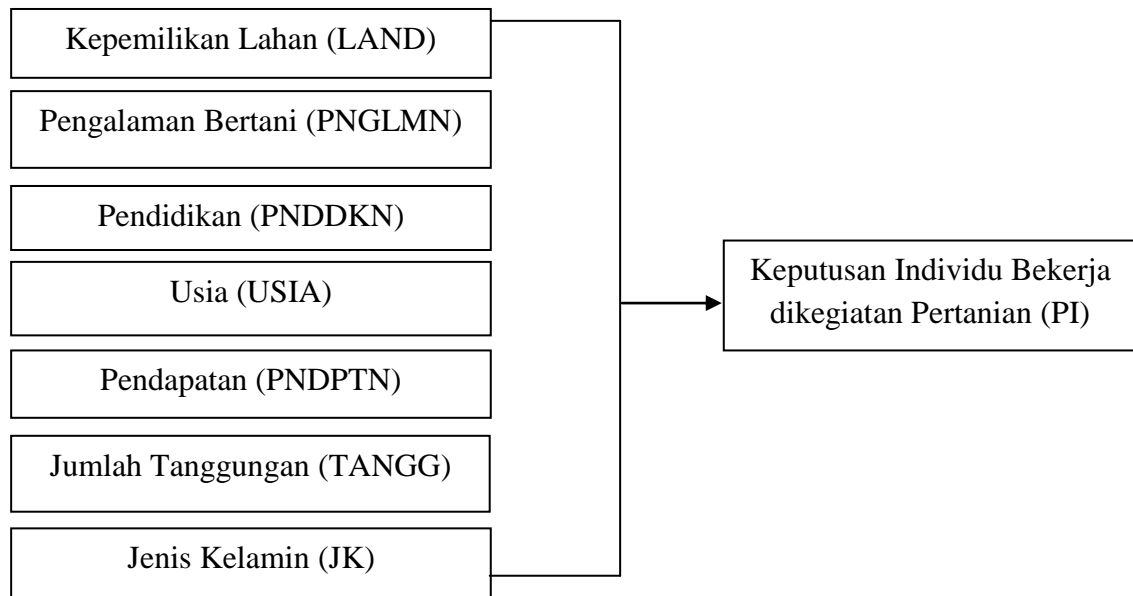 Kepemilikan Lahan (LAND)
Pengalaman Bertani (PNGLMN)
Pendidikan (PNDDKN)
Usia (USIA)
Pendapatan (PNDPTN)
Jumlah Tanggungan (TANGG)
Jenis Kelamin (JK)
Keputusan Individu Bekerja
dikegiatan Pertanian (PI)